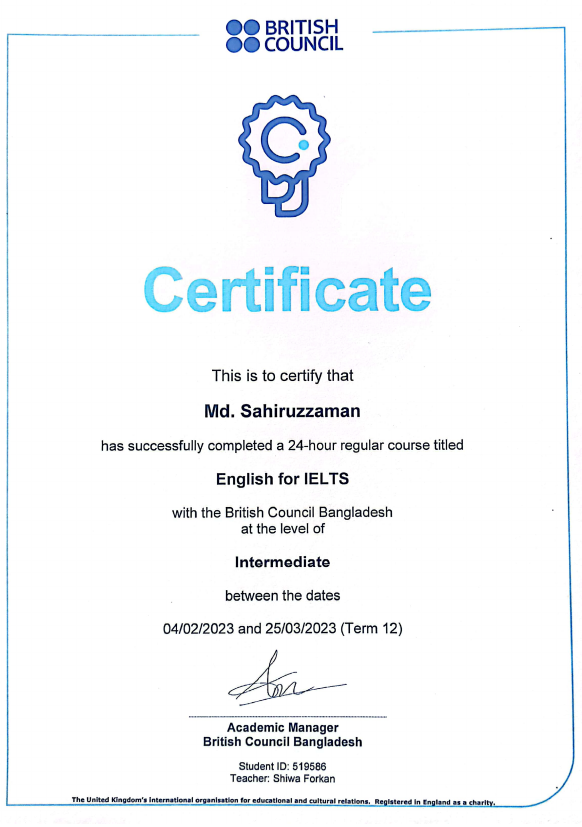 BRITISH
COUNCIL
Certificate
This is to certify that
Md. Sahiruzzaman
has successfully completed a 24-hour regular course titled
English for IELTS
with the British Council Bangladesh
at the level of
Intermediate
between the dates
04/02/2023 and 25/03/2023 (Term 12)
Academic Manager
British Council Bangladesh
Student ID: 519586
Teacher: Shiwa Forkan
The United Kingdom's international organisation for educational and cultural relations. Registered in England as a charity.